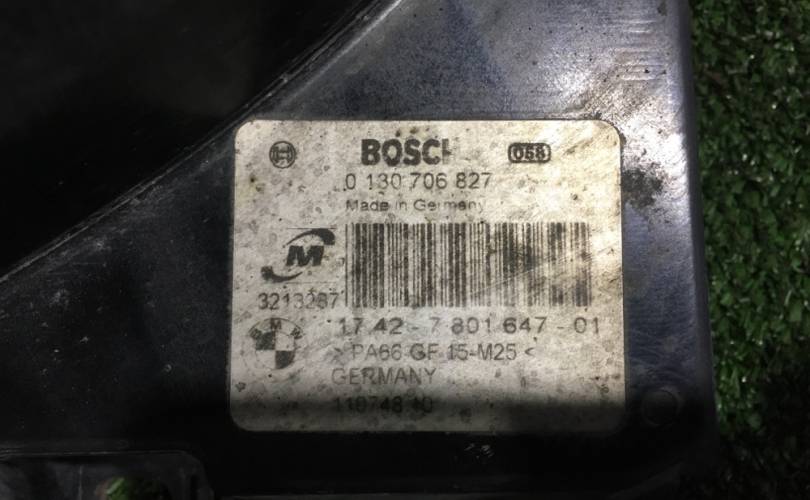 BOSCH 058
0 130 706 827
Made in Germany
M
3213287
BMW
17.42 - 7 801 647 - 01
> PA66 GF 15-M25 <
GERMANY